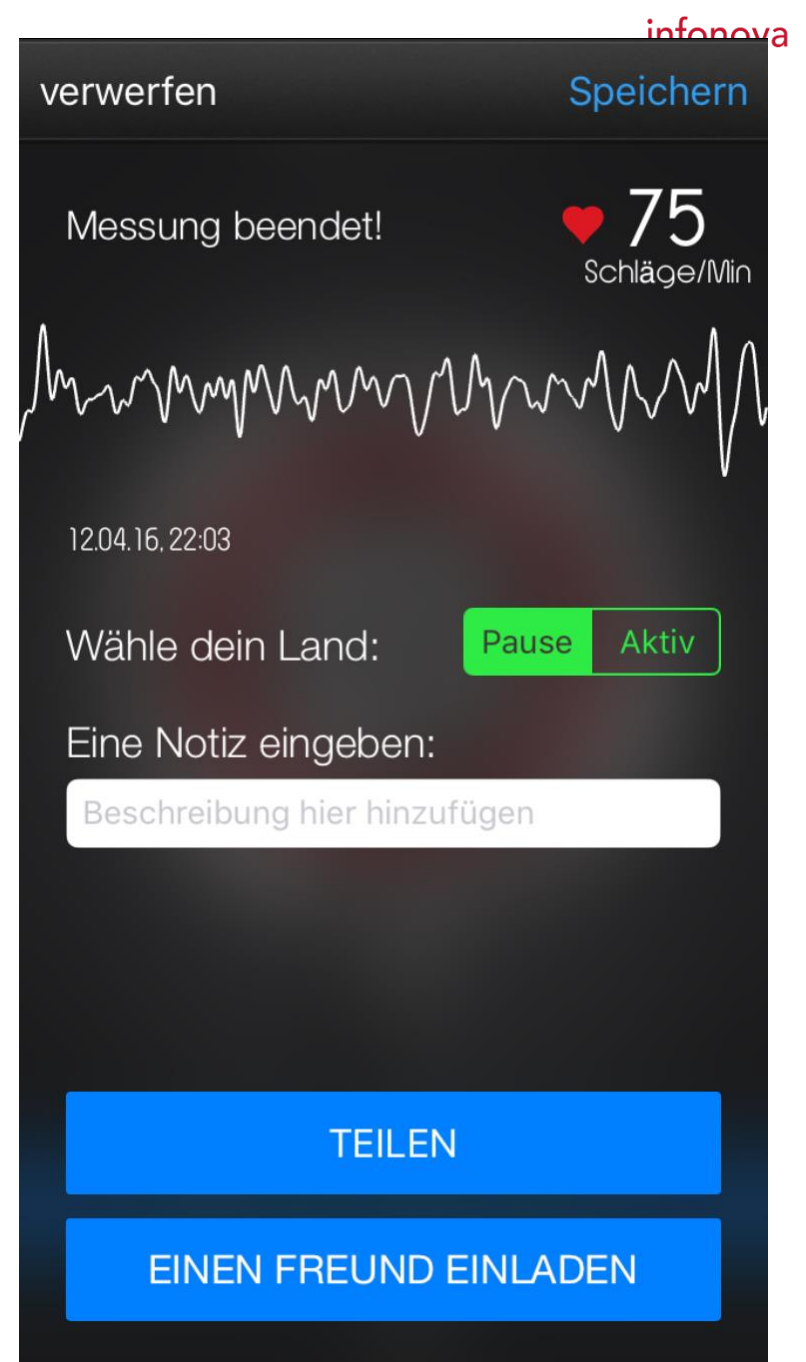 infonova
verwerfen Speichern
Messung beendet! 75
Schläge/Min
12.04.16, 22:03
Wähle dein Land: Pause Aktiv
Eine Notiz eingeben:
Beschreibung hier hinzufügen
TEILEN
EINEN FREUND EINLADEN